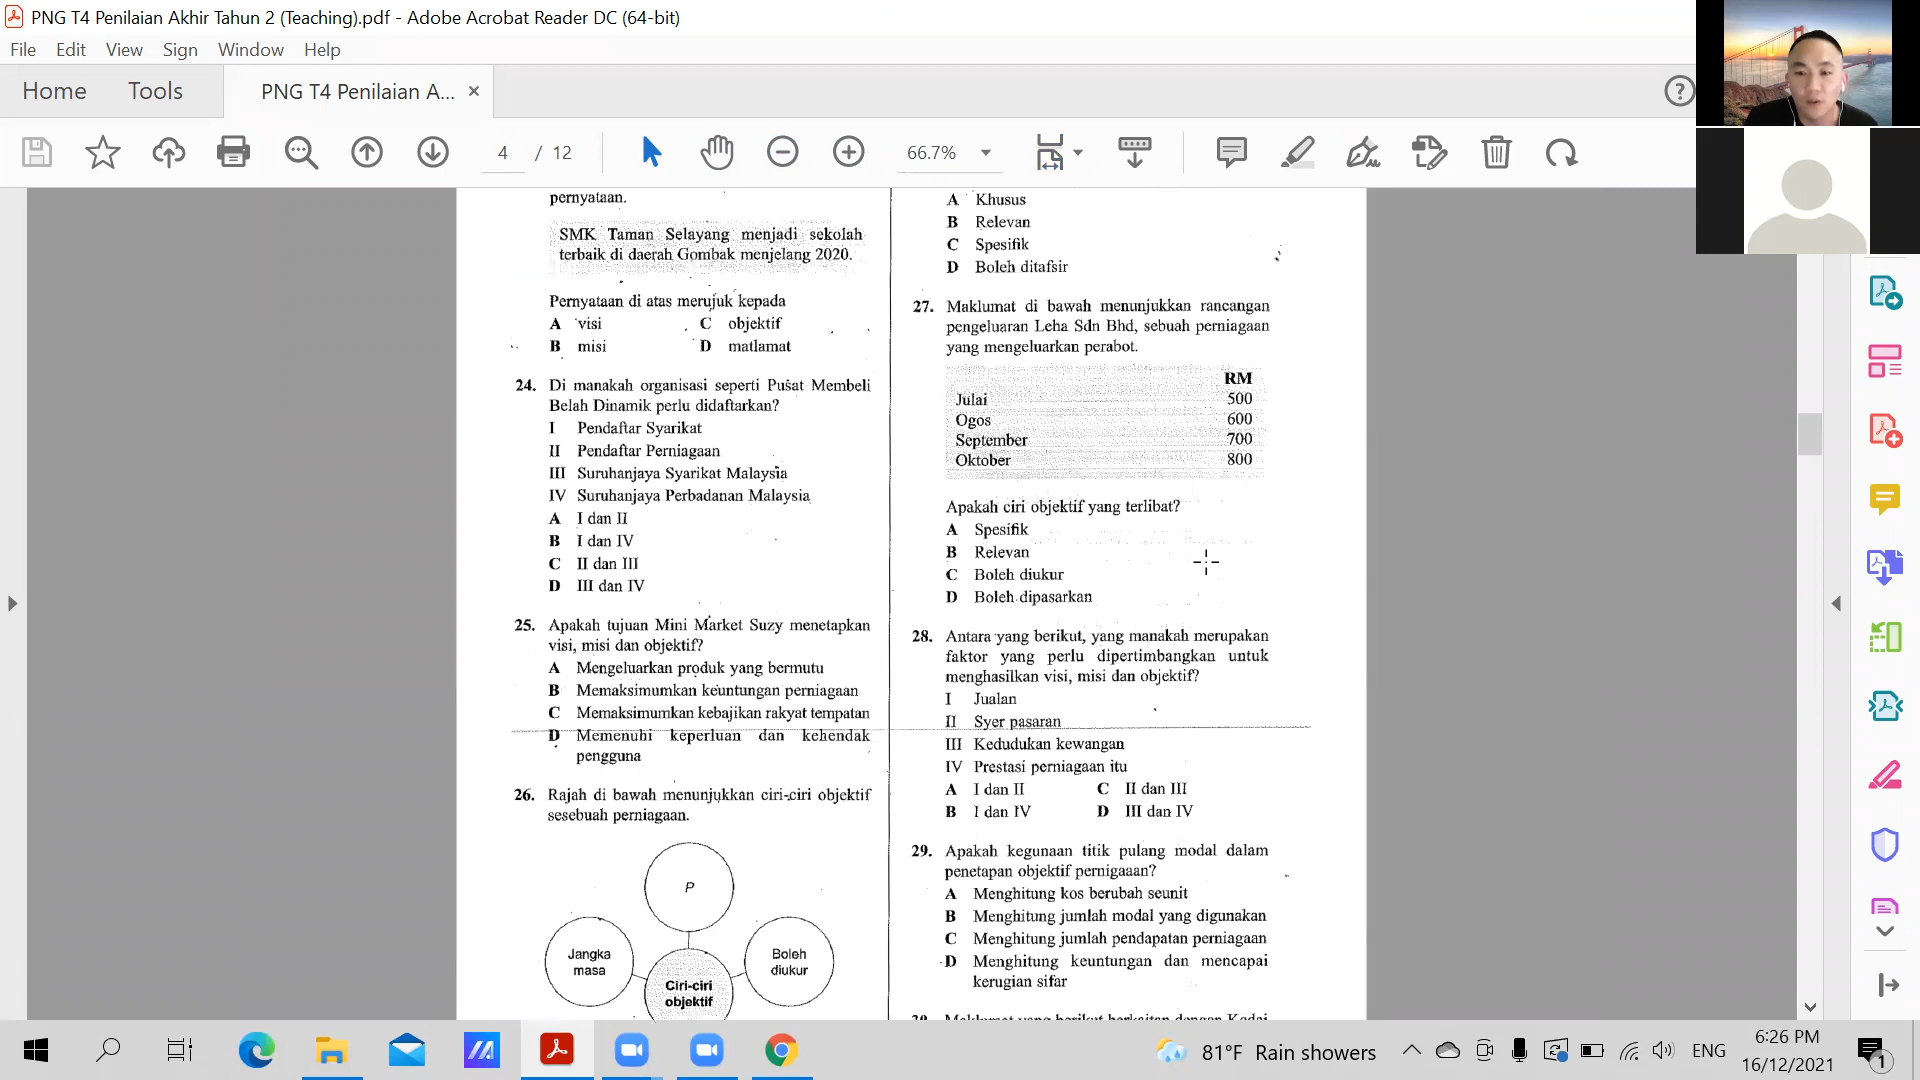 PNG T4 Penilaian Akhir Tahun 2 (Teaching).pdf - Adobe Acrobat Reader DC (64-bit)
File Edit View Sign Window Help
Home Tools PNG T4 Penilaian A... ×
4 / 12 66.7%
pernyataan.
SMK Taman Selayang menjadi sekolah
terbaik di daerah Gombak menjelang 2020.
Pernyataan di atas merujuk kepada
A visi C objektif
B misi D matlamat
24. Di manakah organisasi seperti Pusat Membeli
Belah Dinamik perlu didaftarkan?
I Pendaftar Syarikat
II Pendaftar Perniagaan
III Suruhanjaya Syarikat Malaysia
IV Suruhanjaya Perbadanan Malaysia
A I dan II
B I dan IV
C II dan III
D III dan IV
25. Apakah tujuan Mini Market Suzy menetapkan
visi, misi dan objektif?
A Mengeluarkan produk yang bermutu
B Memaksimumkan keuntungan perniagaan
C Memaksimumkan kebajikan rakyat tempatan
D Memenuhi keperluan dan kehendak
pengguna
26. Rajah di bawah menunjukkan ciri-ciri objektif
sesebuah perniagaan.
P
Jangka
masa
Boleh
diukur
Ciri-ciri
objektif
A Khusus
B Relevan
C Spesifik
D Boleh ditafsir
27. Maklumat di bawah menunjukkan rancangan
pengeluaran Leha Sdn Bhd, sebuah perniagaan
yang mengeluarkan perabot.
RM
Julai 500
Ogos 600
September 700
Oktober 800
Apakah ciri objektif yang terlibat?
A Spesifik
B Relevan
C Boleh diukur
D Boleh dipasarkan
28. Antara yang berikut, yang manakah merupakan
faktor yang perlu dipertimbangkan untuk
menghasilkan visi, misi dan objektif?
I Jualan
II Syer pasaran
III Kedudukan kewangan
IV Prestasi perniagaan itu
A I dan II C II dan III
B I dan IV D III dan IV
29. Apakah kegunaan titik pulang modal dalam
penetapan objektif pernigaaan?
A Menghitung kos berubah seunit
B Menghitung jumlah modal yang digunakan
C Menghitung jumlah pendapatan perniagaan
D Menghitung keuntungan dan mencapai
kerugian sifar
30. Maklumat yang berikut berkaitan dengan Kedai
81°F Rain showers ENG 6:26 PM
16/12/2021
1